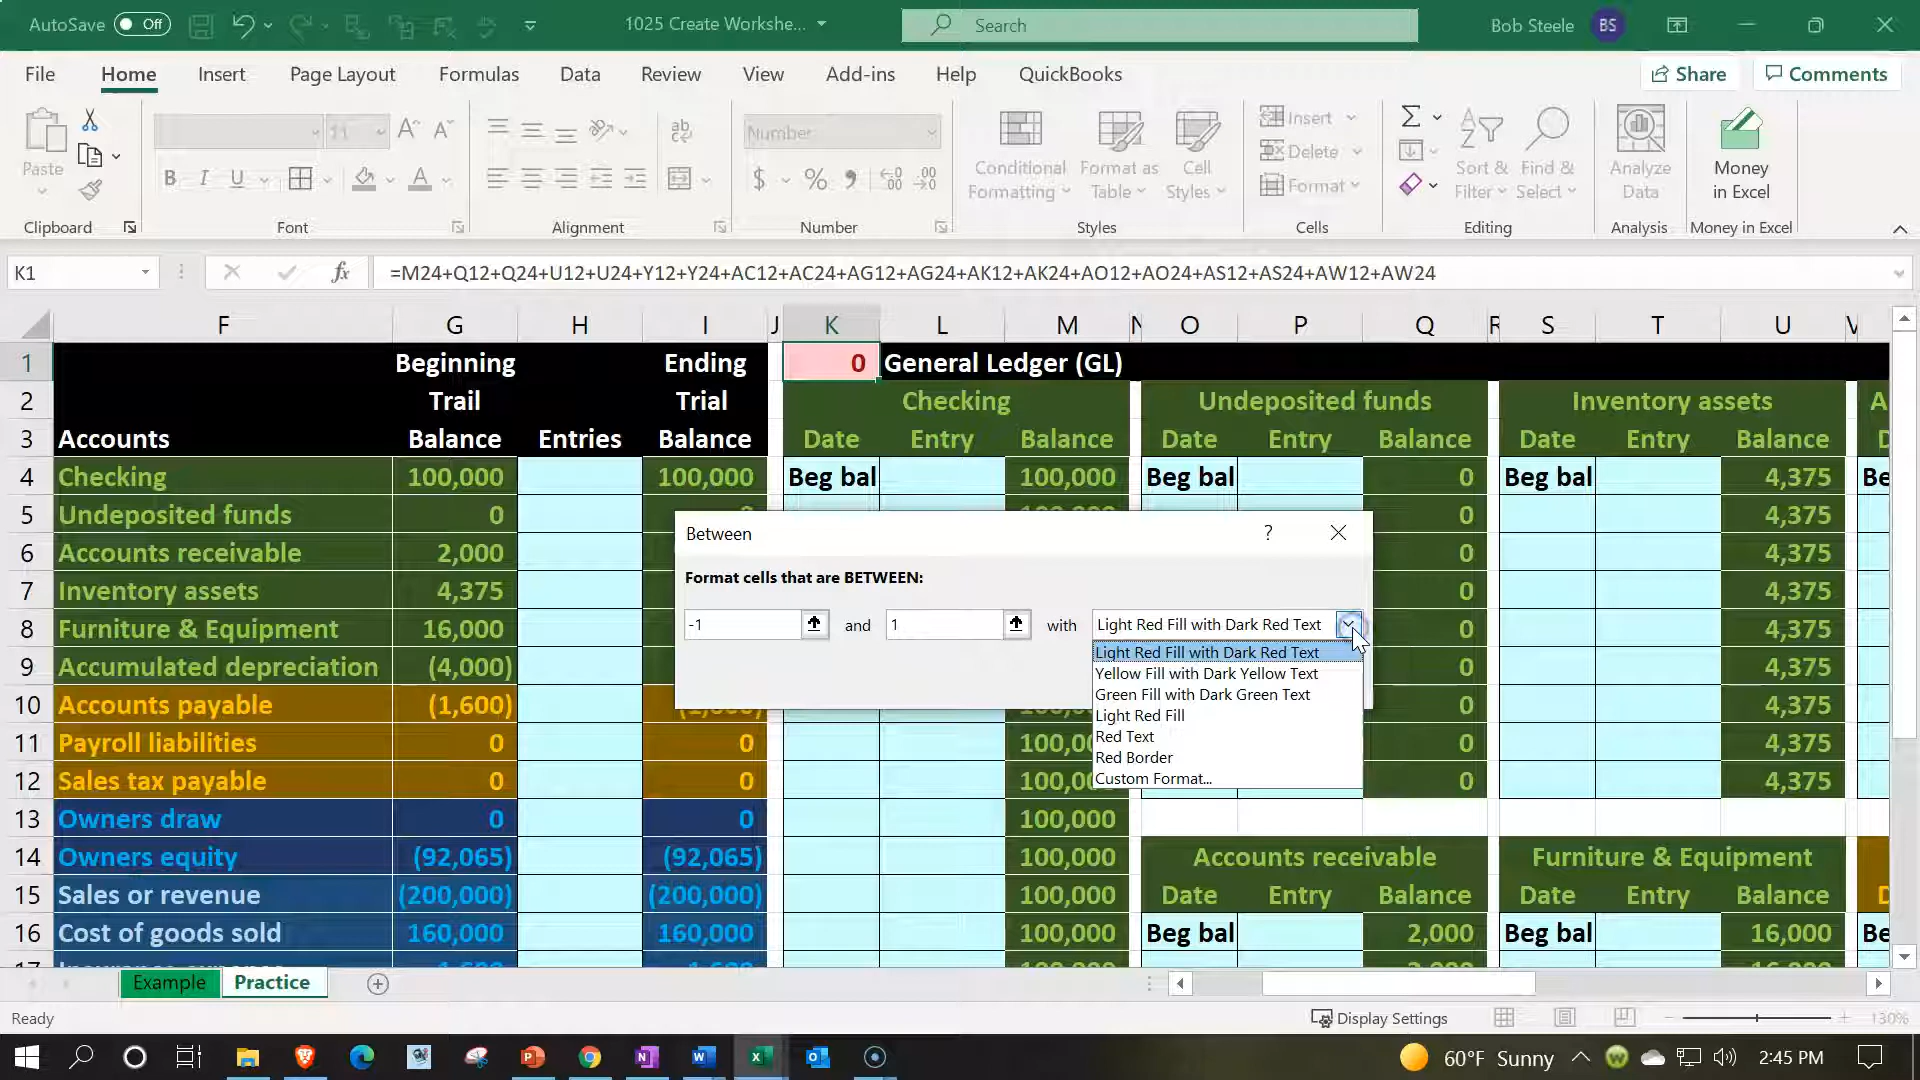 AutoSave Off
1025 Create Workshe...
Search
Bob Steele BS
File Home Insert Page Layout Formulas Data Review View Add-ins Help QuickBooks
Share Comments
Paste
Clipboard
11
Font
Alignment
Number
Number
Conditional Formatting
Format as Table
Cell Styles
Styles
Insert
Delete
Format
Cells
Sort & Filter
Find & Select
Editing
Analyze Data
Analysis
Money in Excel
Money in Excel
K1
=M24+Q12+Q24+U12+U24+Y12+Y24+AC12+AC24+AG12+AG24+AK12+AK24+AO12+AO24+AS12+AS24+AW12+AW24
F G H I J K L M N O P Q R S T U V
1 Beginning Ending 0 General Ledger (GL)
2 Trail Trial Checking Undeposited funds Inventory assets A
3 Accounts Balance Entries Balance Date Entry Balance Date Entry Balance Date Entry Balance
4 Checking 100,000 100,000 Beg bal 100,000 Beg bal 0 Beg bal 4,375 Be
5 Undeposited funds 0 0 4,375
6 Accounts receivable 2,000 0 4,375
7 Inventory assets 4,375 0 4,375
8 Furniture & Equipment 16,000 0 4,375
9 Accumulated depreciation (4,000) 0 4,375
10 Accounts payable (1,600) 0 4,375
11 Payroll liabilities 0 0 100,00 0 4,375
12 Sales tax payable 0 0 100,00 0 4,375
13 Owners draw 0 0 100,000
14 Owners equity (92,065) (92,065) 100,000 Accounts receivable Furniture & Equipment
15 Sales or revenue (200,000) (200,000) 100,000 Date Entry Balance Date Entry Balance
16 Cost of goods sold 160,000 160,000 100,000 Beg bal 2,000 Beg bal 16,000 Be
Between
?
Format cells that are BETWEEN:
-1 and 1 with Light Red Fill with Dark Red Text
Light Red Fill with Dark Red Text
Yellow Fill with Dark Yellow Text
Green Fill with Dark Green Text
Light Red Fill
Red Text
Red Border
Custom Format...
Example Practice
Ready
Display Settings
130%
60°F Sunny
2:45 PM